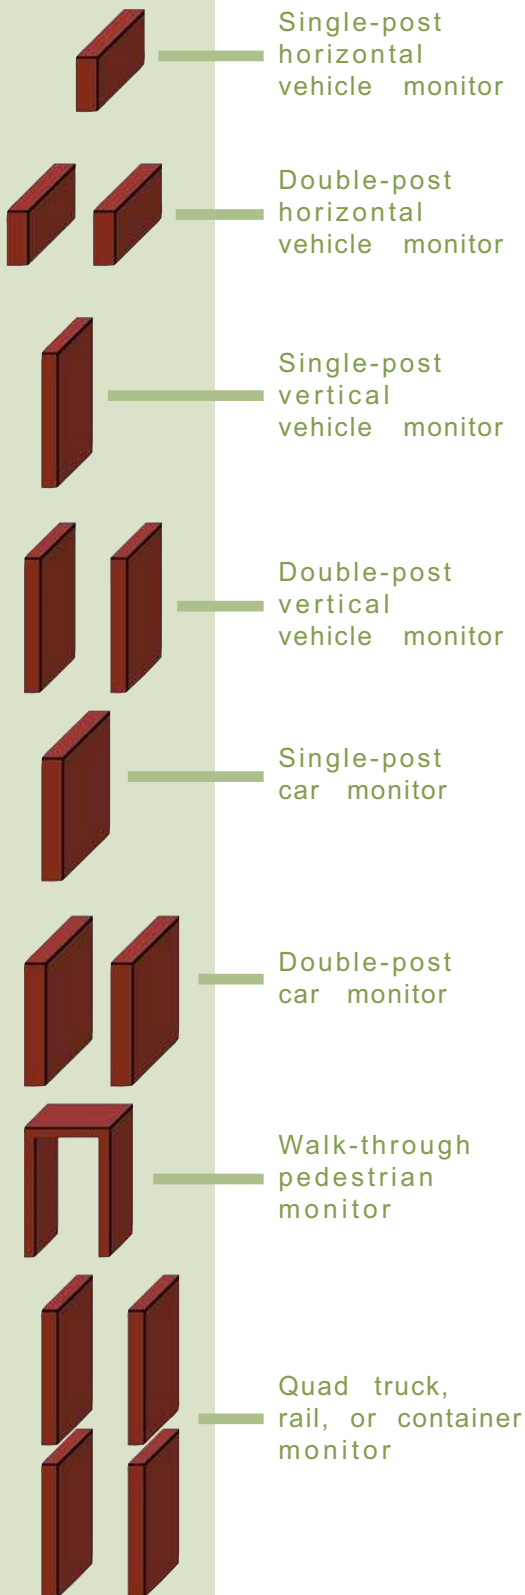 Single-post
horizontal
vehicle monitor
Double-post
horizontal
vehicle monitor
Single-post
vertical
vehicle monitor
Double-post
vertical
vehicle monitor
Single-post
car monitor
Double-post
car monitor
Walk-through
pedestrian
monitor
Quad truck,
rail, or container
monitor